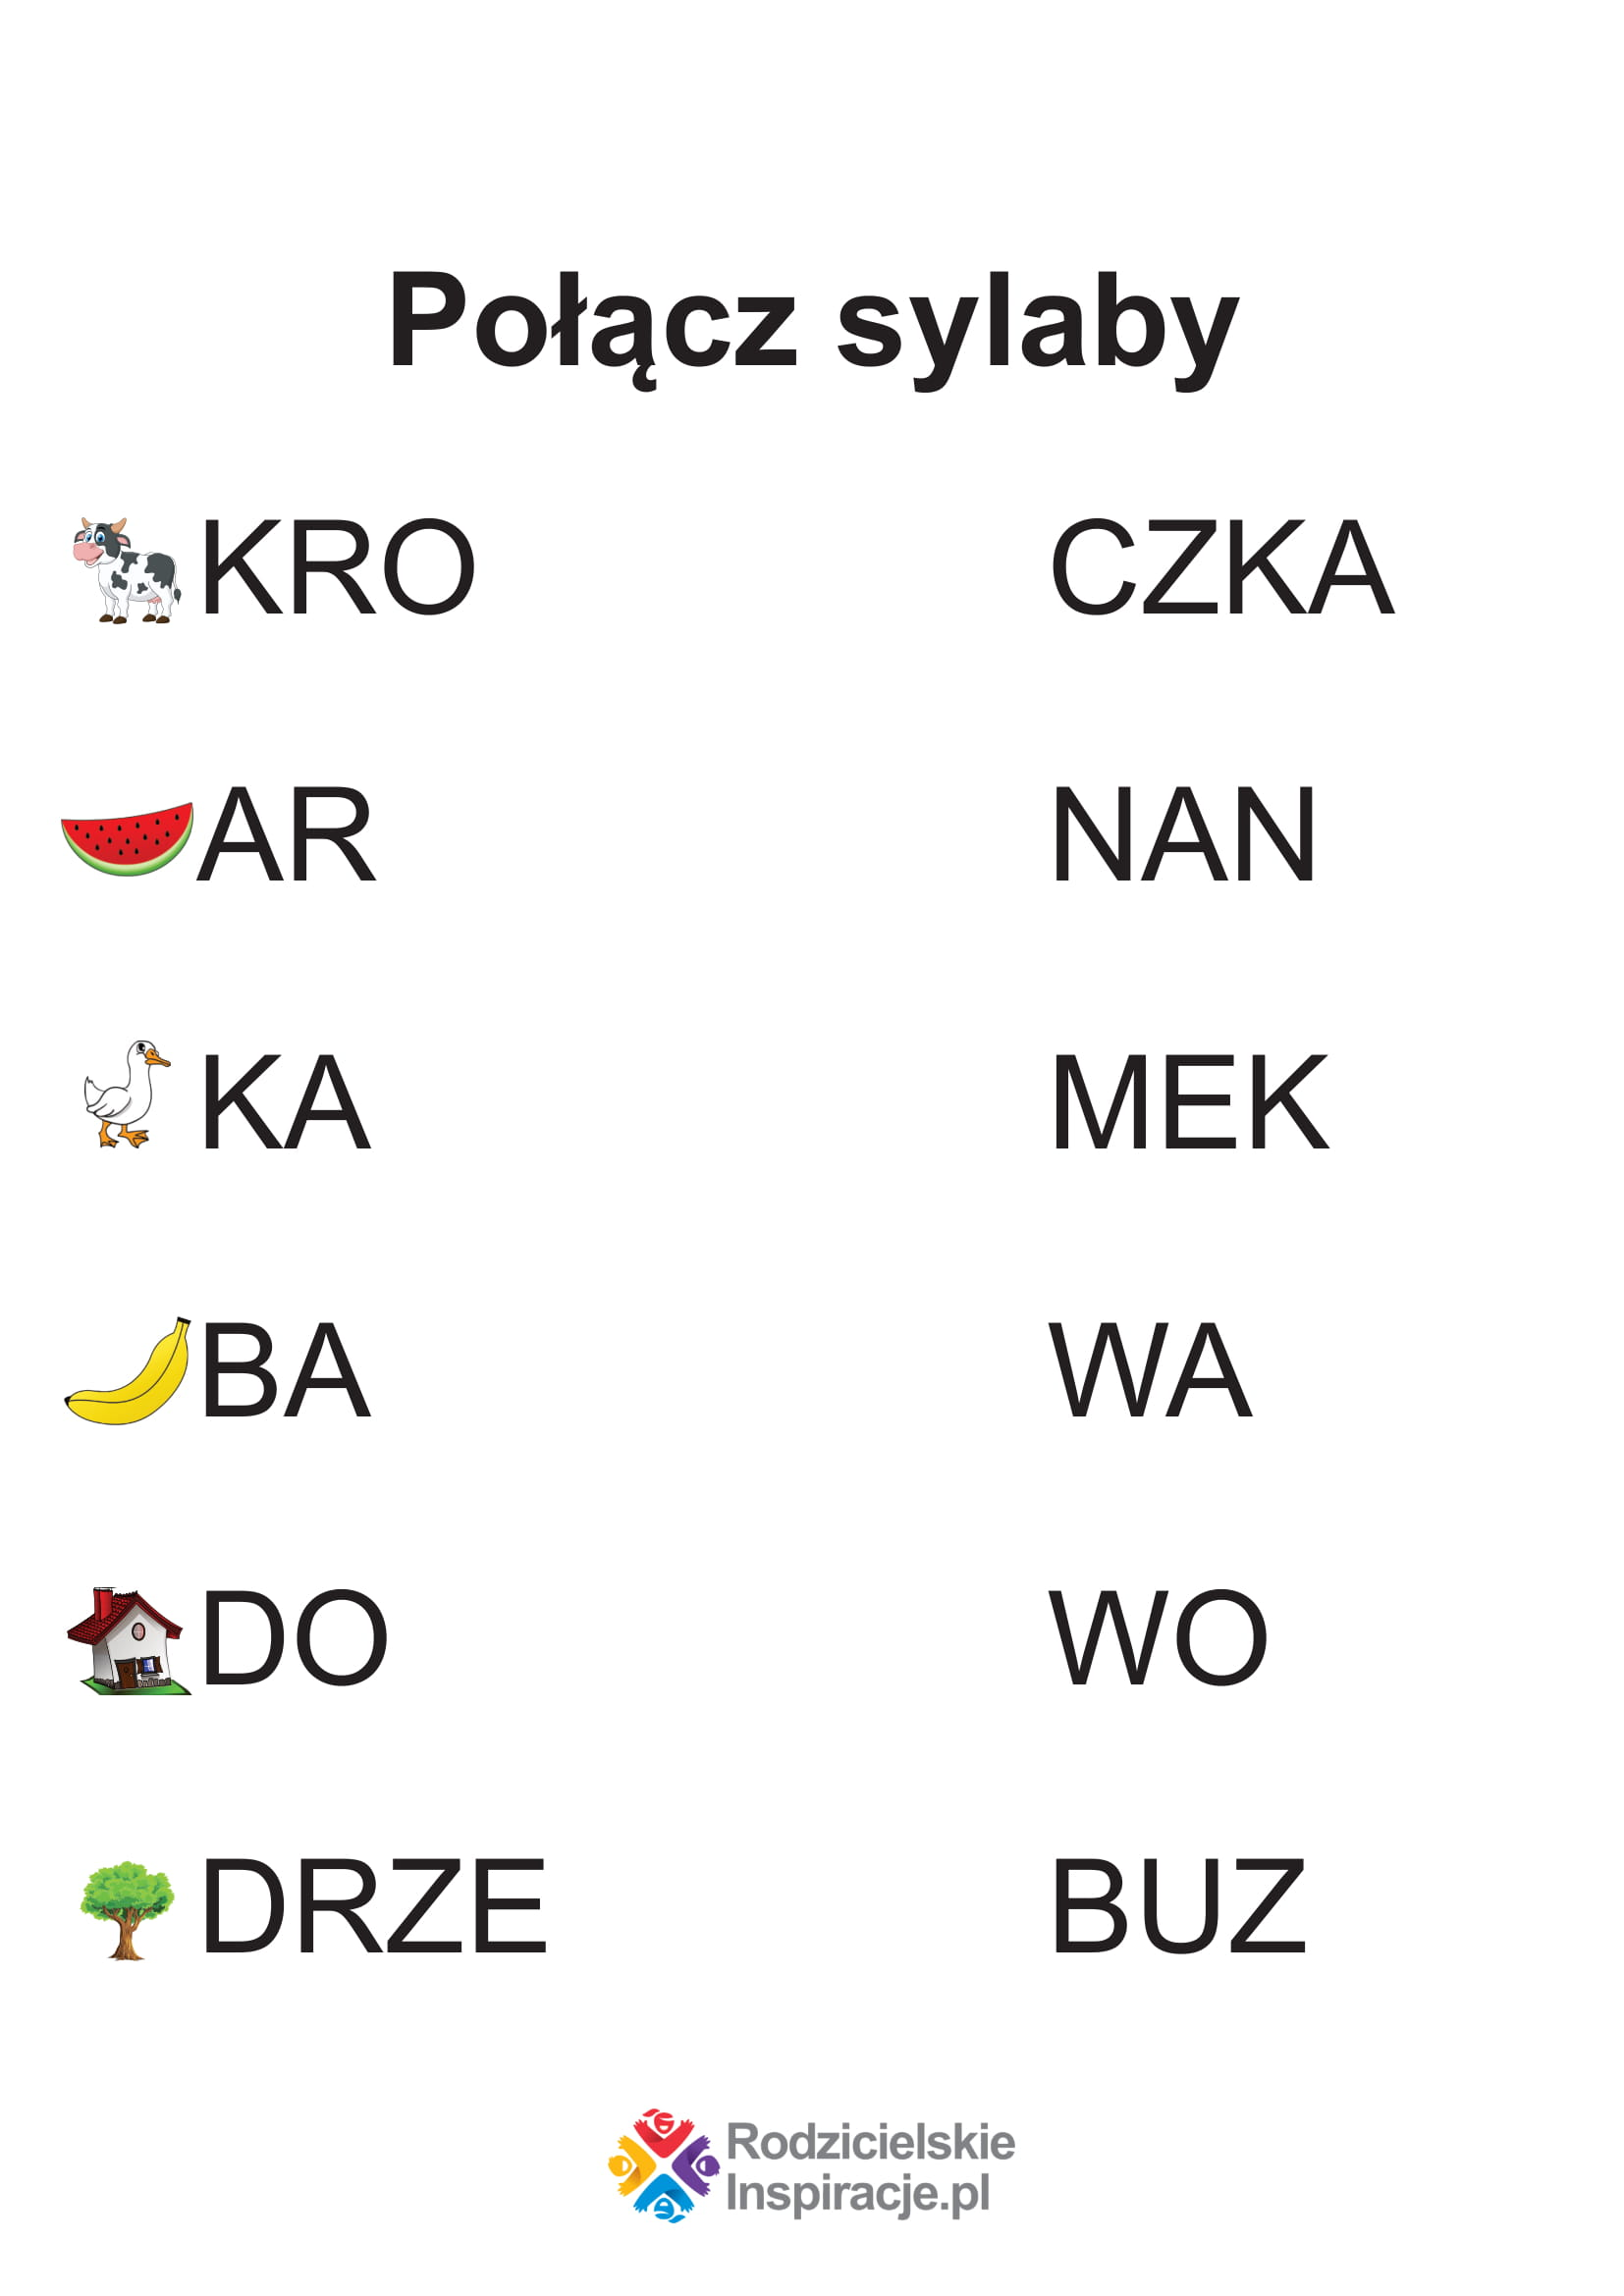 Połącz sylaby
KRO CZKA
AR NAN
KA MEK
BA WA
DO WO
DRZE BUZ
Rodzicielskie
Inspiracje.pl